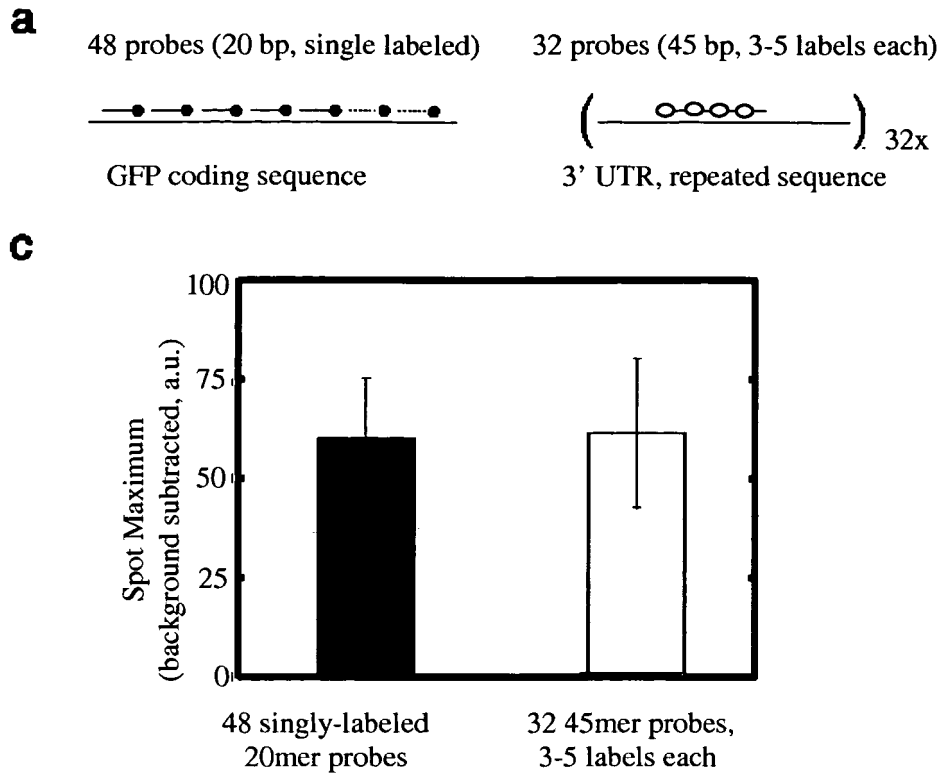 a
48 probes (20 bp, single labeled)
32 probes (45 bp, 3-5 labels each)
( ) 32x
GFP coding sequence
3' UTR, repeated sequence
c
100
75
50
25
0
Spot Maximum
(background subtracted, a.u.)
48 singly-labeled
20mer probes
32 45mer probes,
3-5 labels each